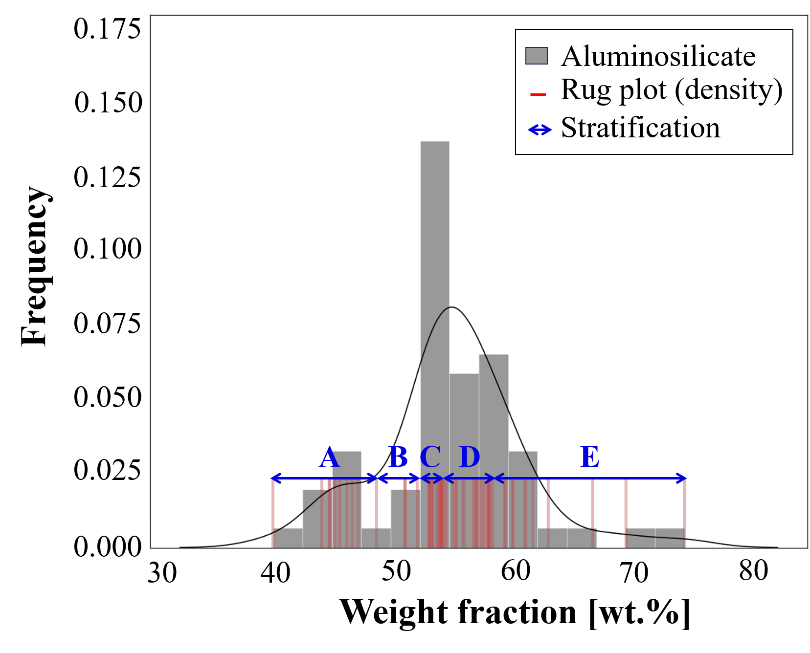 0.175
0.150
0.125
0.100
0.075
0.050
0.025
0.000
Frequency
Aluminosilicate
Rug plot (density)
Stratification
A B C D E
30 40 50 60 70 80
Weight fraction [wt.%]